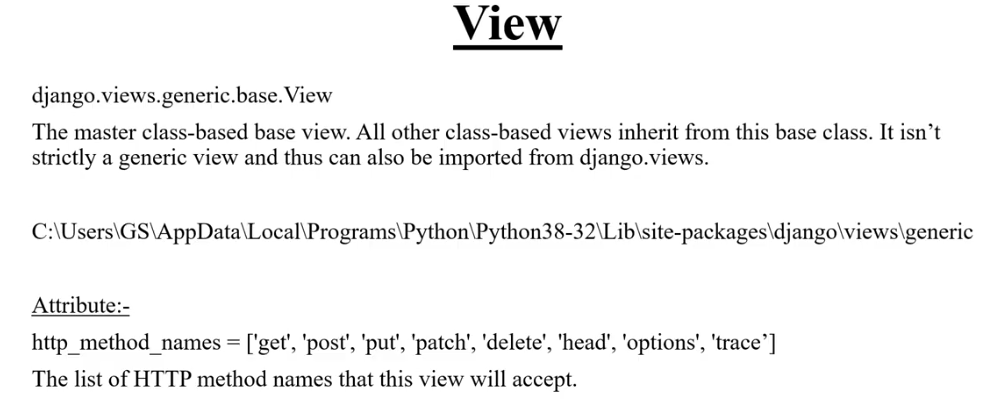 View
django.views.generic.base.View
The master class-based base view. All other class-based views inherit from this base class. It isn’t
strictly a generic view and thus can also be imported from django.views.
C:\Users\GS\AppData\Local\Programs\Python\Python38-32\Lib\site-packages\django\views\generic
Attribute:-
http_method_names = ['get', 'post', 'put', 'patch', 'delete', 'head', 'options', 'trace’]
The list of HTTP method names that this view will accept.